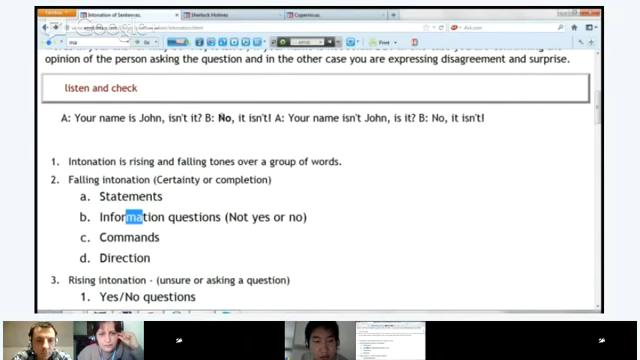 Intonation of Sentences.
Sherlock Holmes
Copernicus
Google
Ask.com
ma
Print
opinion of the person asking the question and in the other case you are expressing disagreement and surprise.
listen and check
A: Your name is John, isn't it? B: No, it isn't! A: Your name isn't John, is it? B: No, it isn't!
1. Intonation is rising and falling tones over a group of words.
2. Falling intonation (Certainty or completion)
a. Statements
b. Information questions (Not yes or no)
c. Commands
d. Direction
3. Rising intonation - (unsure or asking a question)
1. Yes/No questions